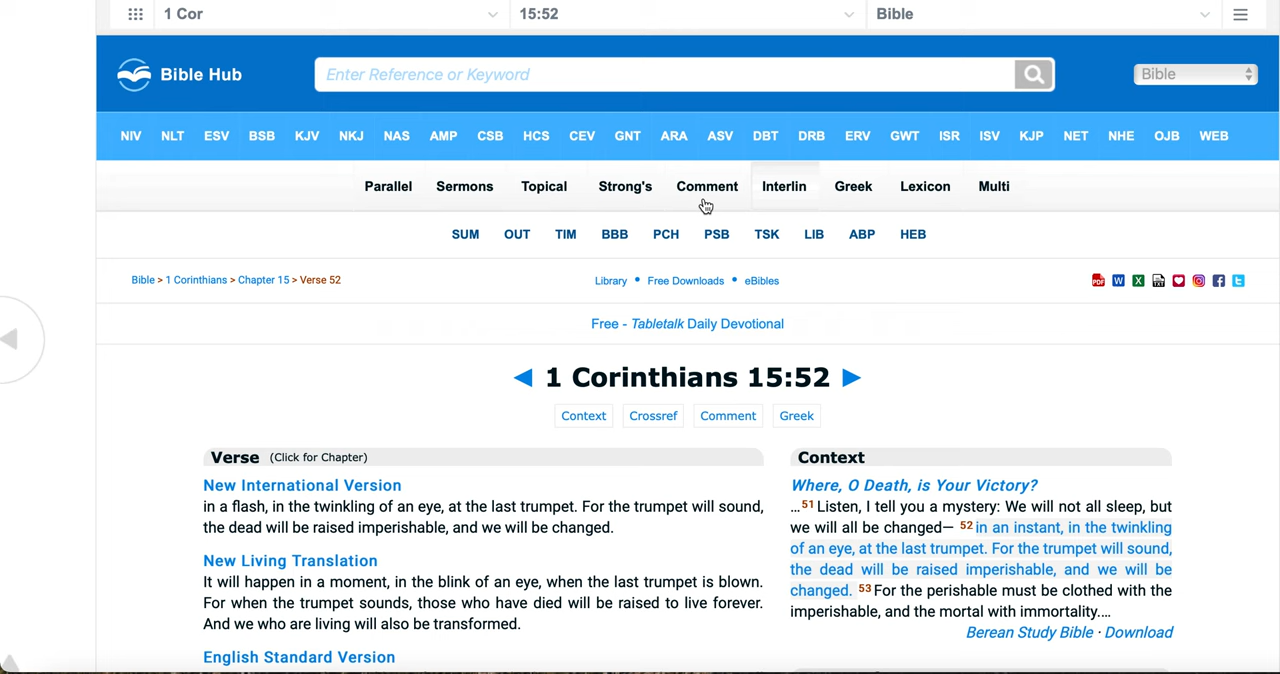 1 Cor 15:52 Bible
Bible Hub Enter Reference or Keyword Bible
NIV NLT ESV BSB KJV NKJ NAS AMP CSB HCS CEV GNT ARA ASV DBT DRB ERV GWT ISR ISV KJP NET NHE OJB WEB
Parallel Sermons Topical Strong's Comment Interlin Greek Lexicon Multi
SUM OUT TIM BBB PCH PSB TSK LIB ABP HEB
Bible > 1 Corinthians > Chapter 15 > Verse 52 Library • Free Downloads • eBibles PDF W X TXT
Free - Tabletalk Daily Devotional
◀ 1 Corinthians 15:52 ▶
Context Crossref Comment Greek
Verse (Click for Chapter)
New International Version
in a flash, in the twinkling of an eye, at the last trumpet. For the trumpet will sound,
the dead will be raised imperishable, and we will be changed.
New Living Translation
It will happen in a moment, in the blink of an eye, when the last trumpet is blown.
For when the trumpet sounds, those who have died will be raised to live forever.
And we who are living will also be transformed.
English Standard Version
Context
Where, O Death, is Your Victory?
…51Listen, I tell you a mystery: We will not all sleep, but
we will all be changed— 52in an instant, in the twinkling
of an eye, at the last trumpet. For the trumpet will sound,
the dead will be raised imperishable, and we will be
changed. 53For the perishable must be clothed with the
imperishable, and the mortal with immortality.…
Berean Study Bible · Download